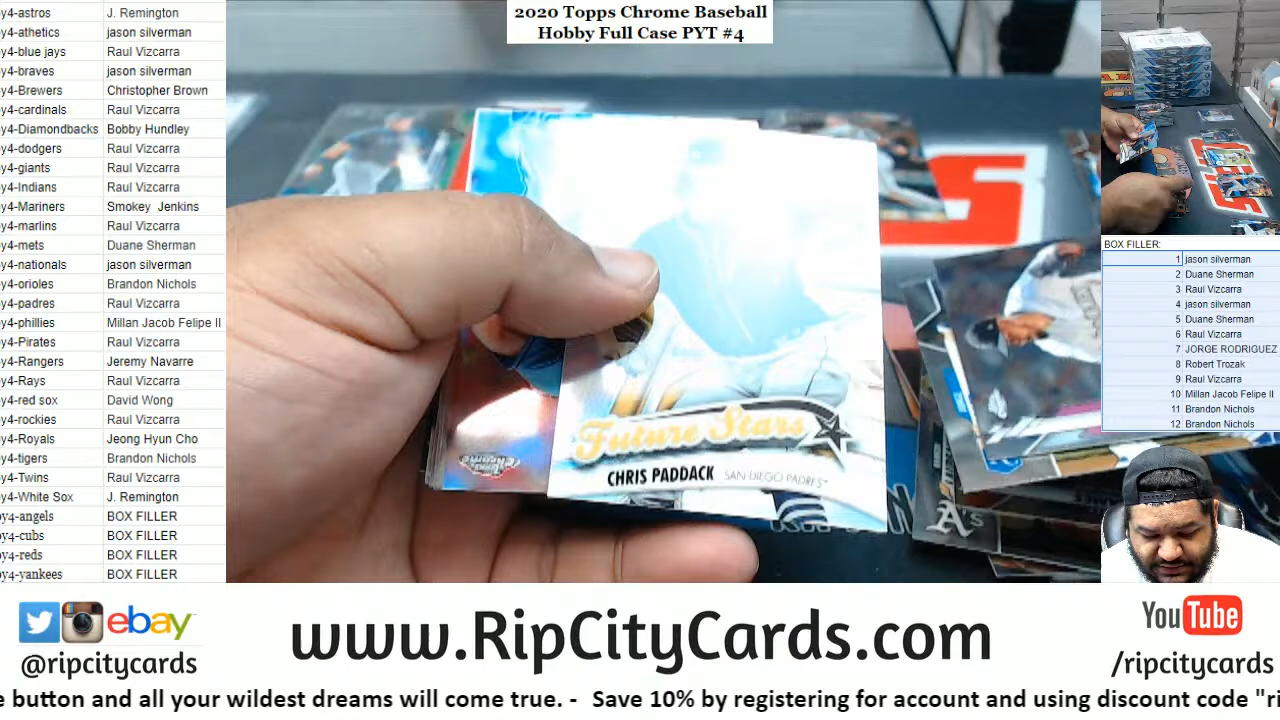 2020 Topps Chrome Baseball
Hobby Full Case PYT #4
y4-astros J. Remington
y4-athetics jason silverman
y4-blue jays Raul Vizcarra
y4-braves jason silverman
y4-Brewers Christopher Brown
y4-cardinals Raul Vizcarra
y4-Diamondbacks Bobby Hundley
y4-dodgers Raul Vizcarra
y4-giants Raul Vizcarra
y4-Indians Raul Vizcarra
y4-Mariners Smokey Jenkins
y4-marlins Raul Vizcarra
y4-mets Duane Sherman
y4-nationals jason silverman
y4-orioles Brandon Nichols
y4-padres Raul Vizcarra
y4-phillies Millan Jacob Felipe II
y4-Pirates Raul Vizcarra
y4-Rangers Jeremy Navarre
y4-Rays Raul Vizcarra
y4-red sox David Wong
y4-rockies Raul Vizcarra
y4-Royals Jeong Hyun Cho
y4-tigers Brandon Nichols
y4-Twins Raul Vizcarra
y4-White Sox J. Remington
y4-angels BOX FILLER
y4-cubs BOX FILLER
y4-reds BOX FILLER
y4-yankees BOX FILLER
Future Stars
CHRIS PADDACK SAN DIEGO PADRES™
A's
BOX FILLER:
1 jason silverman
2 Duane Sherman
3 Raul Vizcarra
4 jason silverman
5 Duane Sherman
6 Raul Vizcarra
7 JORGE RODRIGUEZ
8 Robert Trozak
9 Raul Vizcarra
10 Millan Jacob Felipe II
11 Brandon Nichols
12 Brandon Nichols
ebay
@ripcitycards
www.RipCityCards.com
YouTube
/ripcitycards
e button and all your wildest dreams will come true. - Save 10% by registering for account and using discount code "ri